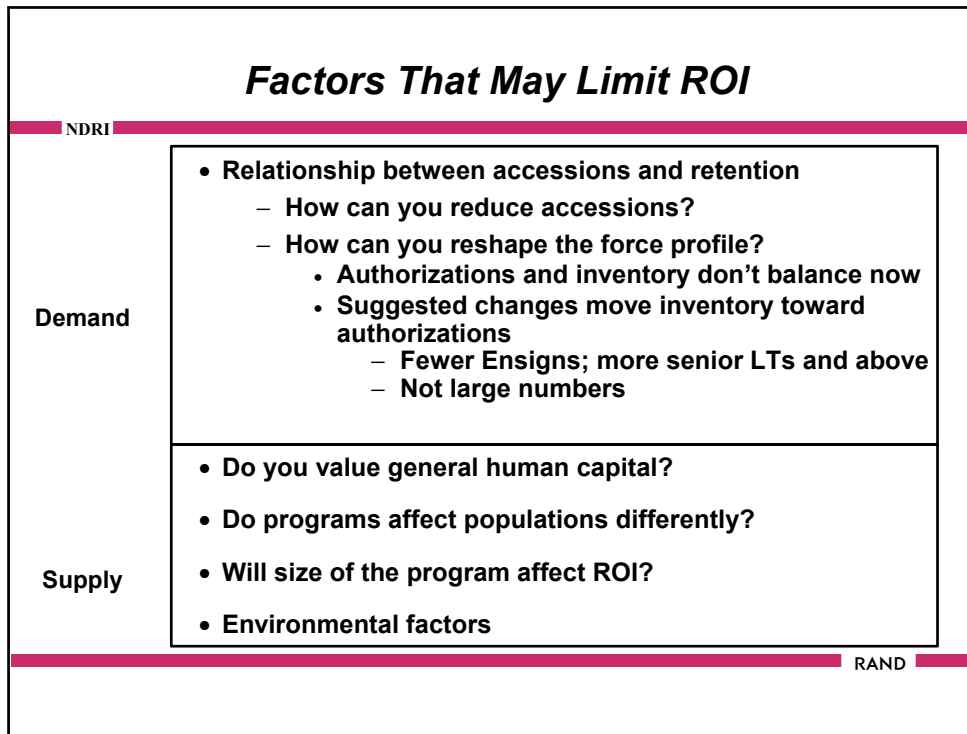 Factors That May Limit ROI
NDRI
Demand
• Relationship between accessions and retention
– How can you reduce accessions?
– How can you reshape the force profile?
• Authorizations and inventory don’t balance now
• Suggested changes move inventory toward
authorizations
– Fewer Ensigns; more senior LTs and above
– Not large numbers
Supply
• Do you value general human capital?
• Do programs affect populations differently?
• Will size of the program affect ROI?
• Environmental factors
RAND